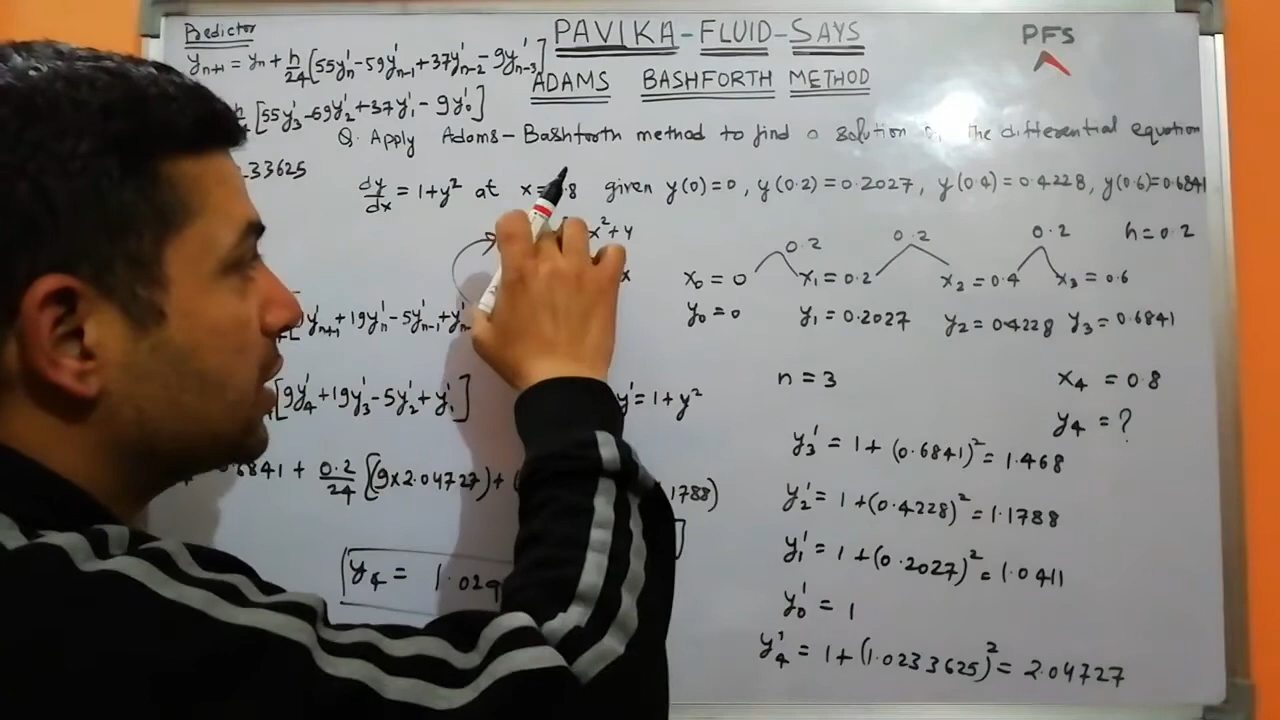 PAVIKA-FLUID-SAYS
PFS
ADAMS BASHFORTH METHOD
Predictor
yn+1 = yn + h/24 [55y'n - 59y'n-1 + 37y'n-2 - 9y'n-3]
[55y'3 - 59y'2 + 37y'1 - 9y'0]
Q. Apply Adams-Bashforth method to find a solution the differential equation
33625
dy/dx = 1+y² at x= .8 given y(0)=0, y(0.2)=0.2027, y(0.4)=0.4228, y(0.6)=0.6841
x²+y
0.2 0.2 0.2 h=0.2
x
x0=0 x1=0.2 x2=0.4 x3=0.6
y0=0 y1=0.2027 y2=0.4228 y3=0.6841
y'n+1 + 19y'n - 5y'n-1 + y'n-
n=3 x4=0.8
[9y'4 + 19y'3 - 5y'2 + y'1]
y'=1+y²
y4=?
y'3 = 1+(0.6841)² = 1.468
6841 + 0.2/24 [(9×2.04727)+(
1788)
y'2 = 1+(0.4228)² = 1.1788
]
y'1 = 1+(0.2027)² = 1.0411
y4 = 1.029
y'0 = 1
y'4 = 1+(1.0233625)² = 2.04727